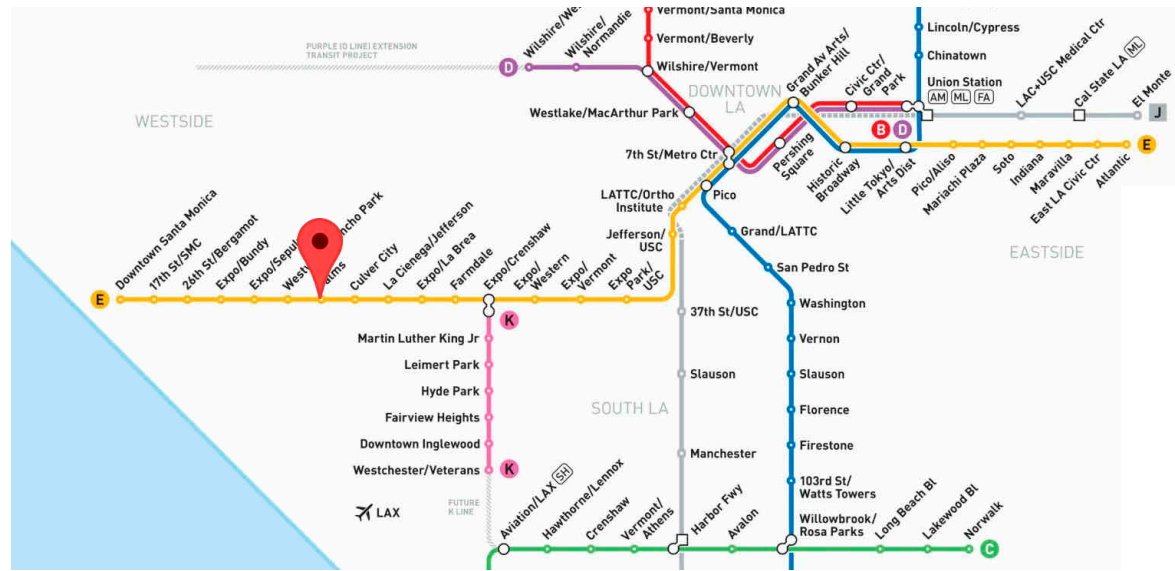 Vermont/Santa Monica
Vermont/Beverly
Wilshire/Vermont
Wilshire/
Normandie
PURPLE (D LINE) EXTENSION
TRANSIT PROJECT
D
WESTSIDE
Westlake/MacArthur Park
DOWNTOWN
LA
Grand Av Arts/
Bunker Hill
Civic Ctr/
Grand
Park
Lincoln/Cypress
Chinatown
Union Station
AM ML FA
LAC+USC Medical Ctr
Cal State LA ML
El Monte
J
B D
7th St/Metro Ctr
Pershing
Square
Historic
Broadway
Little Tokyo/
Arts Dist
Pico/Aliso
Mariachi Plaza
Soto
Indiana
Maravilla
East LA Civic Ctr
Atlantic
E
EASTSIDE
LATTC/Ortho
Institute
Pico
Jefferson/
USC
Grand/LATTC
San Pedro St
E
Downtown Santa Monica
17th St/SMC
26th St/Bergamot
Expo/Bundy
Culver City
La Cienega/Jefferson
Expo/La Brea
Farmdale
Expo/Crenshaw
Expo/
Western
Expo/
Vermont
Expo
Park/
USC
K
Martin Luther King Jr
Leimert Park
Hyde Park
Fairview Heights
Downtown Inglewood
Westchester/Veterans
K
FUTURE
K LINE
LAX
37th St/USC
Slauson
SOUTH LA
Manchester
Washington
Vernon
Slauson
Florence
Firestone
103rd St/
Watts Towers
Willowbrook/
Rosa Parks
Aviation/LAX SH
Hawthorne/Lennox
Crenshaw
Vermont/
Athens
Harbor Fwy
Avalon
Long Beach Bl
Lakewood Bl
Norwalk
C